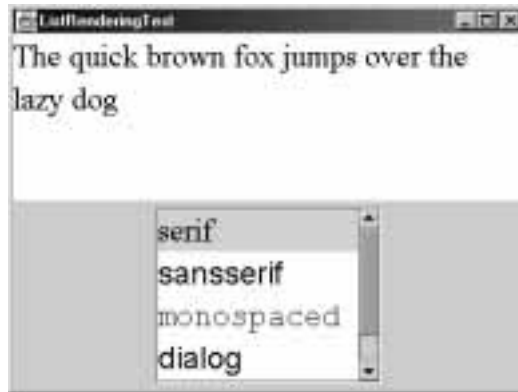 ListRenderingTest
The quick brown fox jumps over the
lazy dog
serif
sansserif
monospaced
dialog